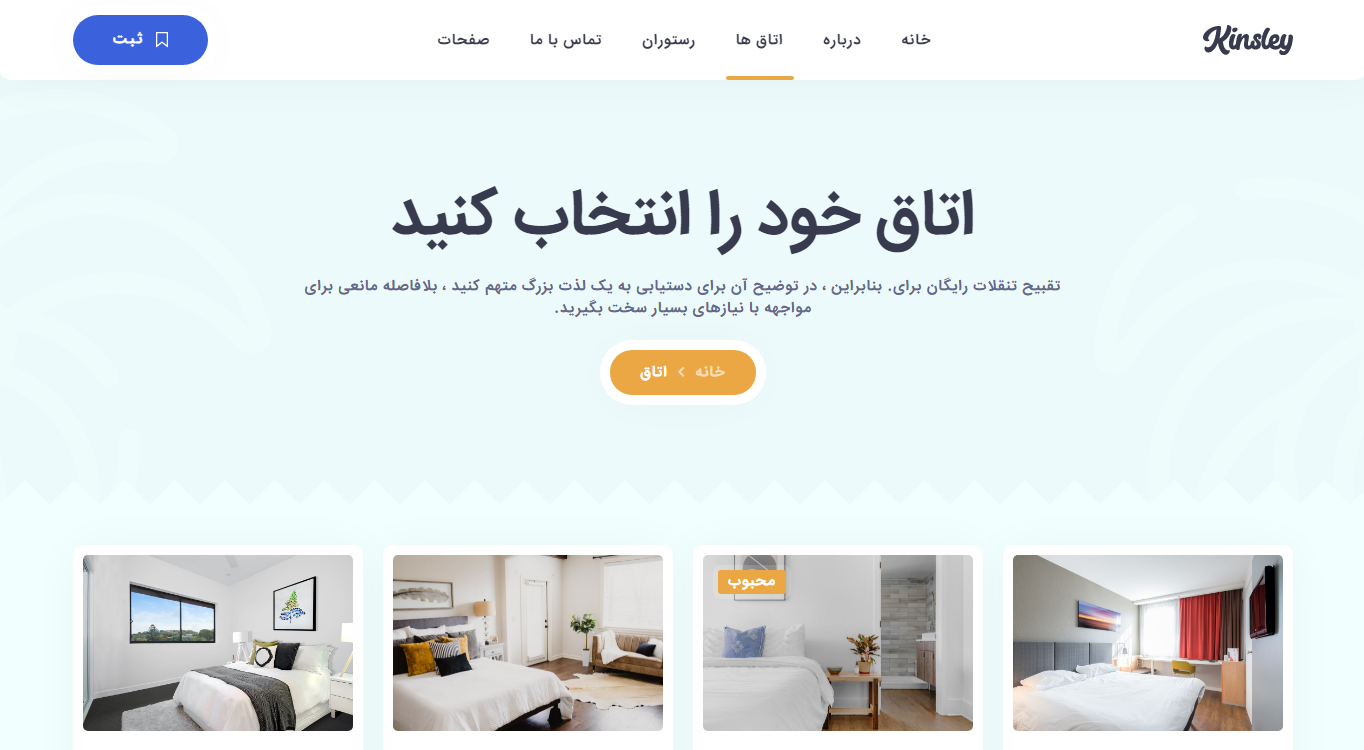 Kinsley
خانه
درباره
اتاق ها
رستوران
تماس با ما
صفحات
ثبت
اتاق خود را انتخاب کنید
تقبیح تنقلات رایگان برای. بنابراین ، در توضیح آن برای دستیابی به یک لذت بزرگ متهم کنید ، بلافاصله مانعی برای
مواجهه با نیازهای بسیار سخت بگیرید.
خانه › اتاق
محبوب